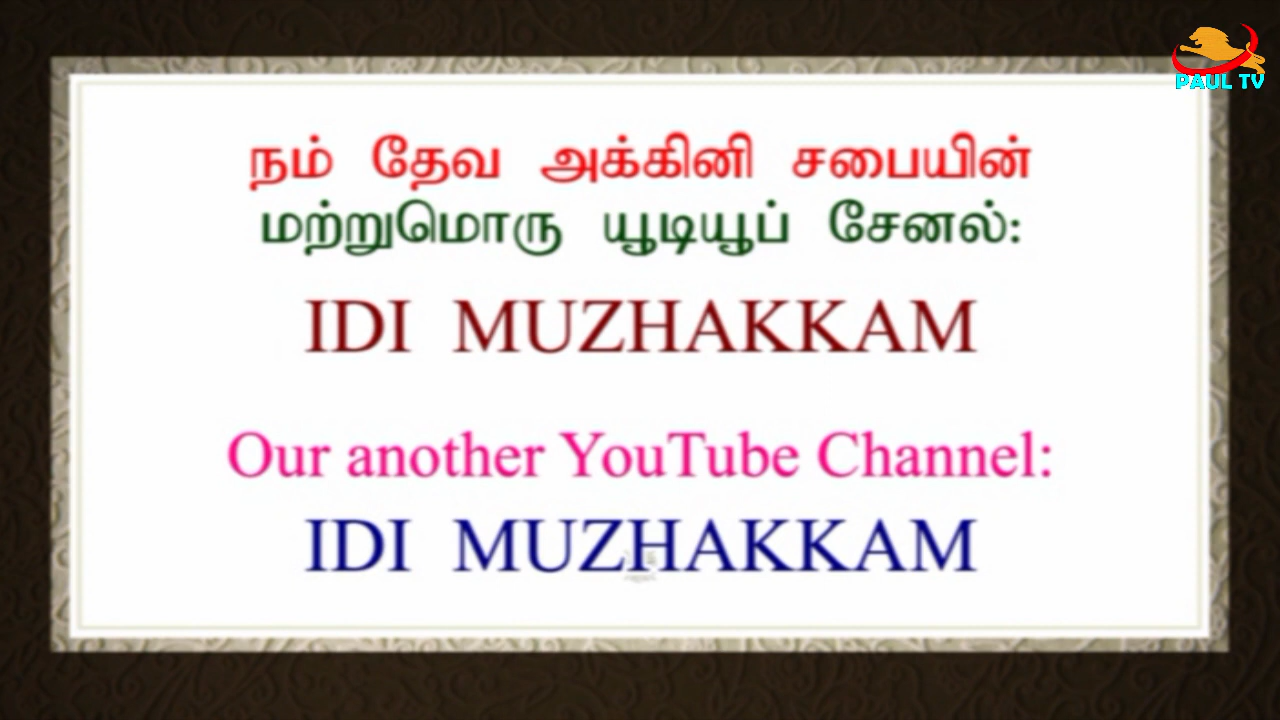 PAUL TV
நம் தேவ அக்கினி சபையின்
மற்றுமொரு யூடியூப் சேனல்:
IDI MUZHAKKAM
Our another YouTube Channel:
IDI MUZHAKKAM